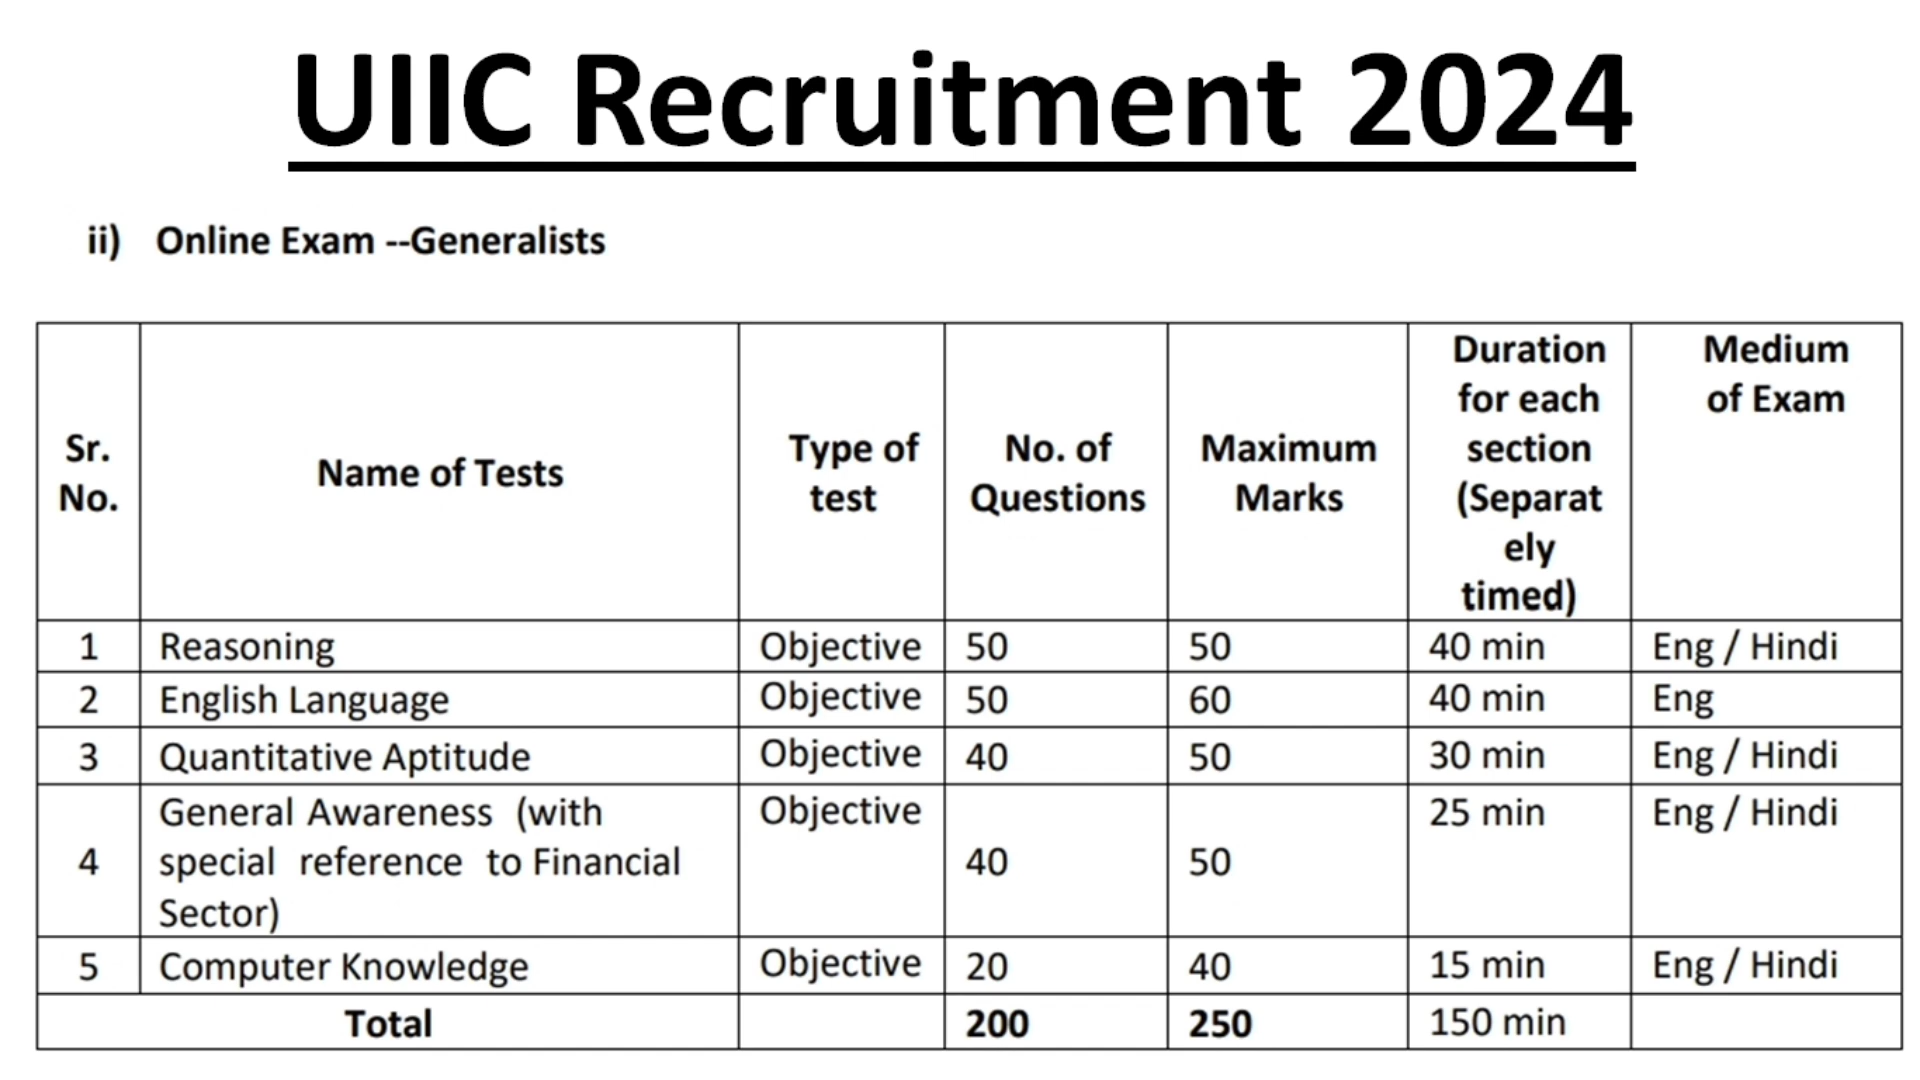 UIIC Recruitment 2024
ii) Online Exam --Generalists
Sr. No. Name of Tests Type of test No. of Questions Maximum Marks Duration for each section (Separat ely timed) Medium of Exam
1 Reasoning Objective 50 50 40 min Eng / Hindi
2 English Language Objective 50 60 40 min Eng
3 Quantitative Aptitude Objective 40 50 30 min Eng / Hindi
4 General Awareness (with special reference to Financial Sector) Objective 40 50 25 min Eng / Hindi
5 Computer Knowledge Objective 20 40 15 min Eng / Hindi
Total 200 250 150 min